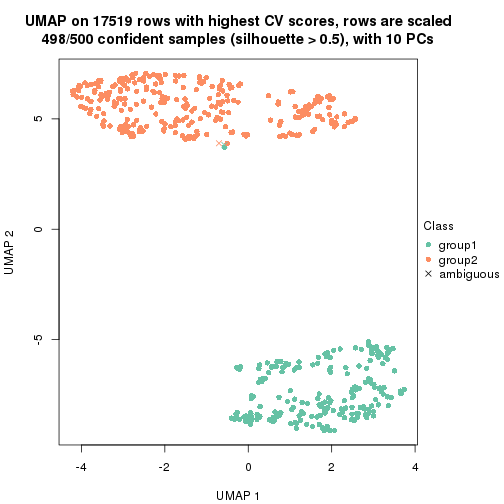 UMAP on 17519 rows with highest CV scores, rows are scaled
498/500 confident samples (silhouette > 0.5), with 10 PCs
5
0
-5
UMAP 2
-4
-2
0
2
4
UMAP 1
Class
group1
group2
ambiguous